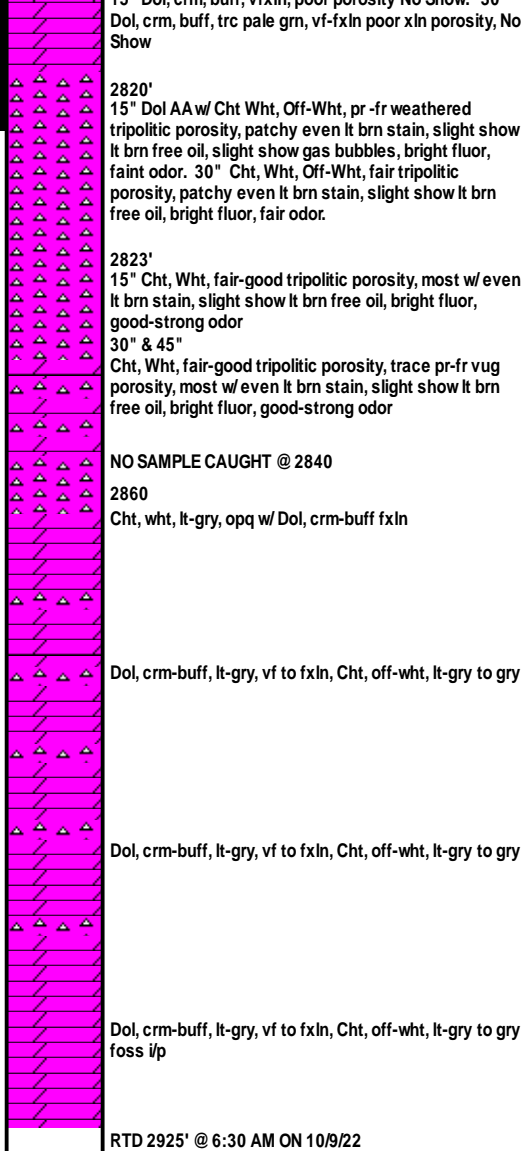 15" Dol, crm, buff, vfxln, poor porosity No Show. 30"
Dol, crm, buff, trc pale grn, vf-fxln poor xln porosity, No
Show
2820'
15" Dol AA w/ Cht Wht, Off-Wht, pr -fr weathered
tripolitic porosity, patchy even lt brn stain, slight show
lt brn free oil, slight show gas bubbles, bright fluor,
faint odor. 30" Cht, Wht, Off-Wht, fair tripolitic
porosity, patchy even lt brn stain, slight show lt brn
free oil, bright fluor, fair odor.
2823'
15" Cht, Wht, fair-good tripolitic porosity, most w/ even
lt brn stain, slight show lt brn free oil, bright fluor,
good-strong odor
30" & 45"
Cht, Wht, fair-good tripolitic porosity, trace pr-fr vug
porosity, most w/ even lt brn stain, slight show lt brn
free oil, bright fluor, good-strong odor
NO SAMPLE CAUGHT @ 2840
2860
Cht, wht, lt-gry, opq w/ Dol, crm-buff fxln
Dol, crm-buff, lt-gry, vf to fxln, Cht, off-wht, lt-gry to gry
Dol, crm-buff, lt-gry, vf to fxln, Cht, off-wht, lt-gry to gry
Dol, crm-buff, lt-gry, vf to fxln, Cht, off-wht, lt-gry to gry
foss i/p
RTD 2925' @ 6:30 AM ON 10/9/22